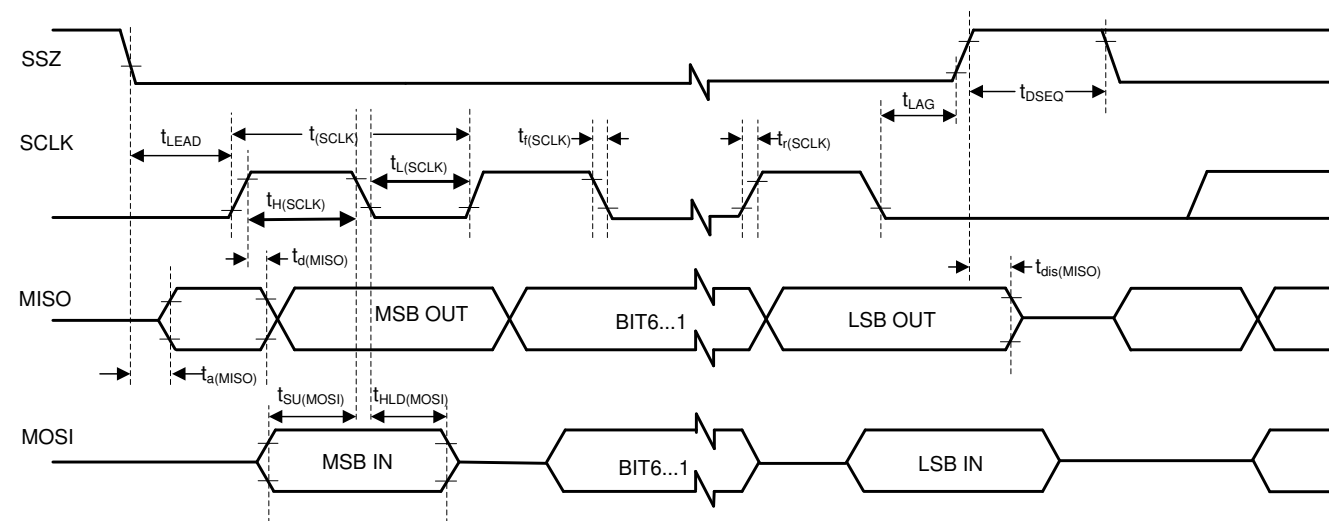 SSZ
tLAG
tDSEQ
SCLK
tLEAD
t(SCLK)
tf(SCLK)
tr(SCLK)
tL(SCLK)
tH(SCLK)
td(MISO)
tdis(MISO)
MISO
MSB OUT
BIT6...1
LSB OUT
ta(MISO)
tSU(MOSI)
tHLD(MOSI)
MOSI
MSB IN
BIT6...1
LSB IN